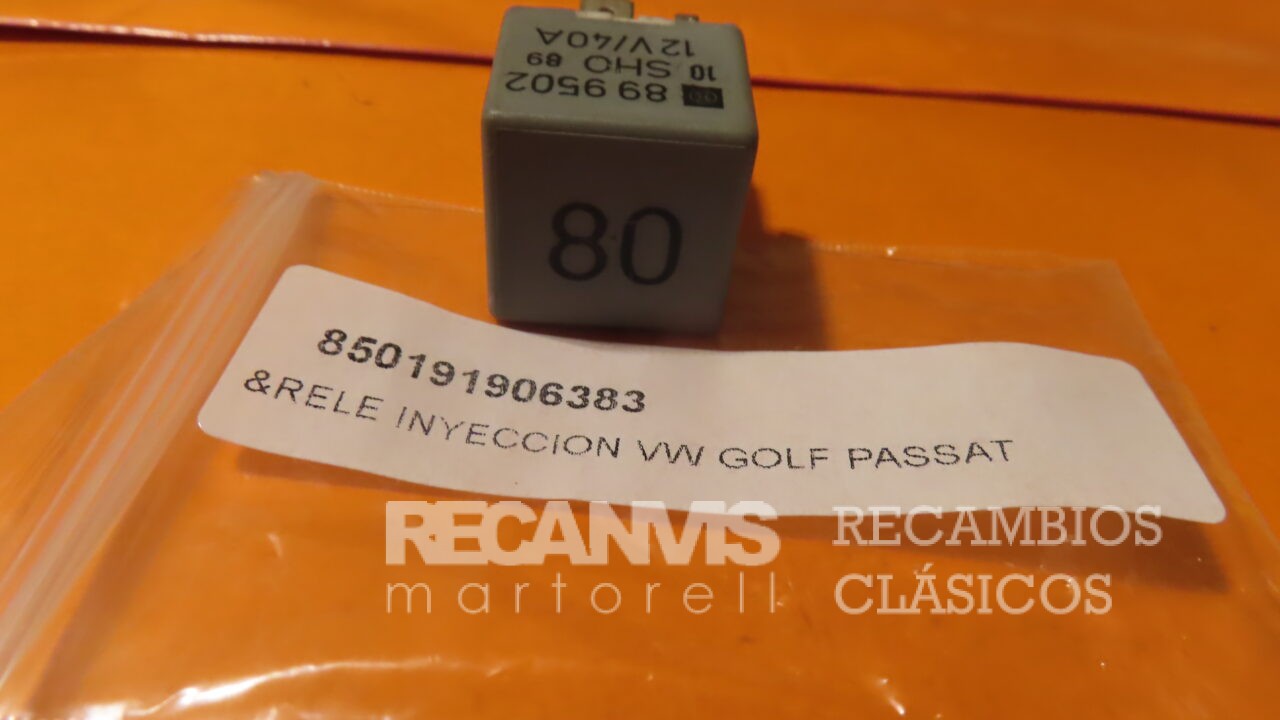 89 9502
10 SHO 89
12V/40A
80
850191906383
&RELE INYECCION VW GOLF PASSAT
RECANVIS
martorell
RECAMBIOS
CLÁSICOS